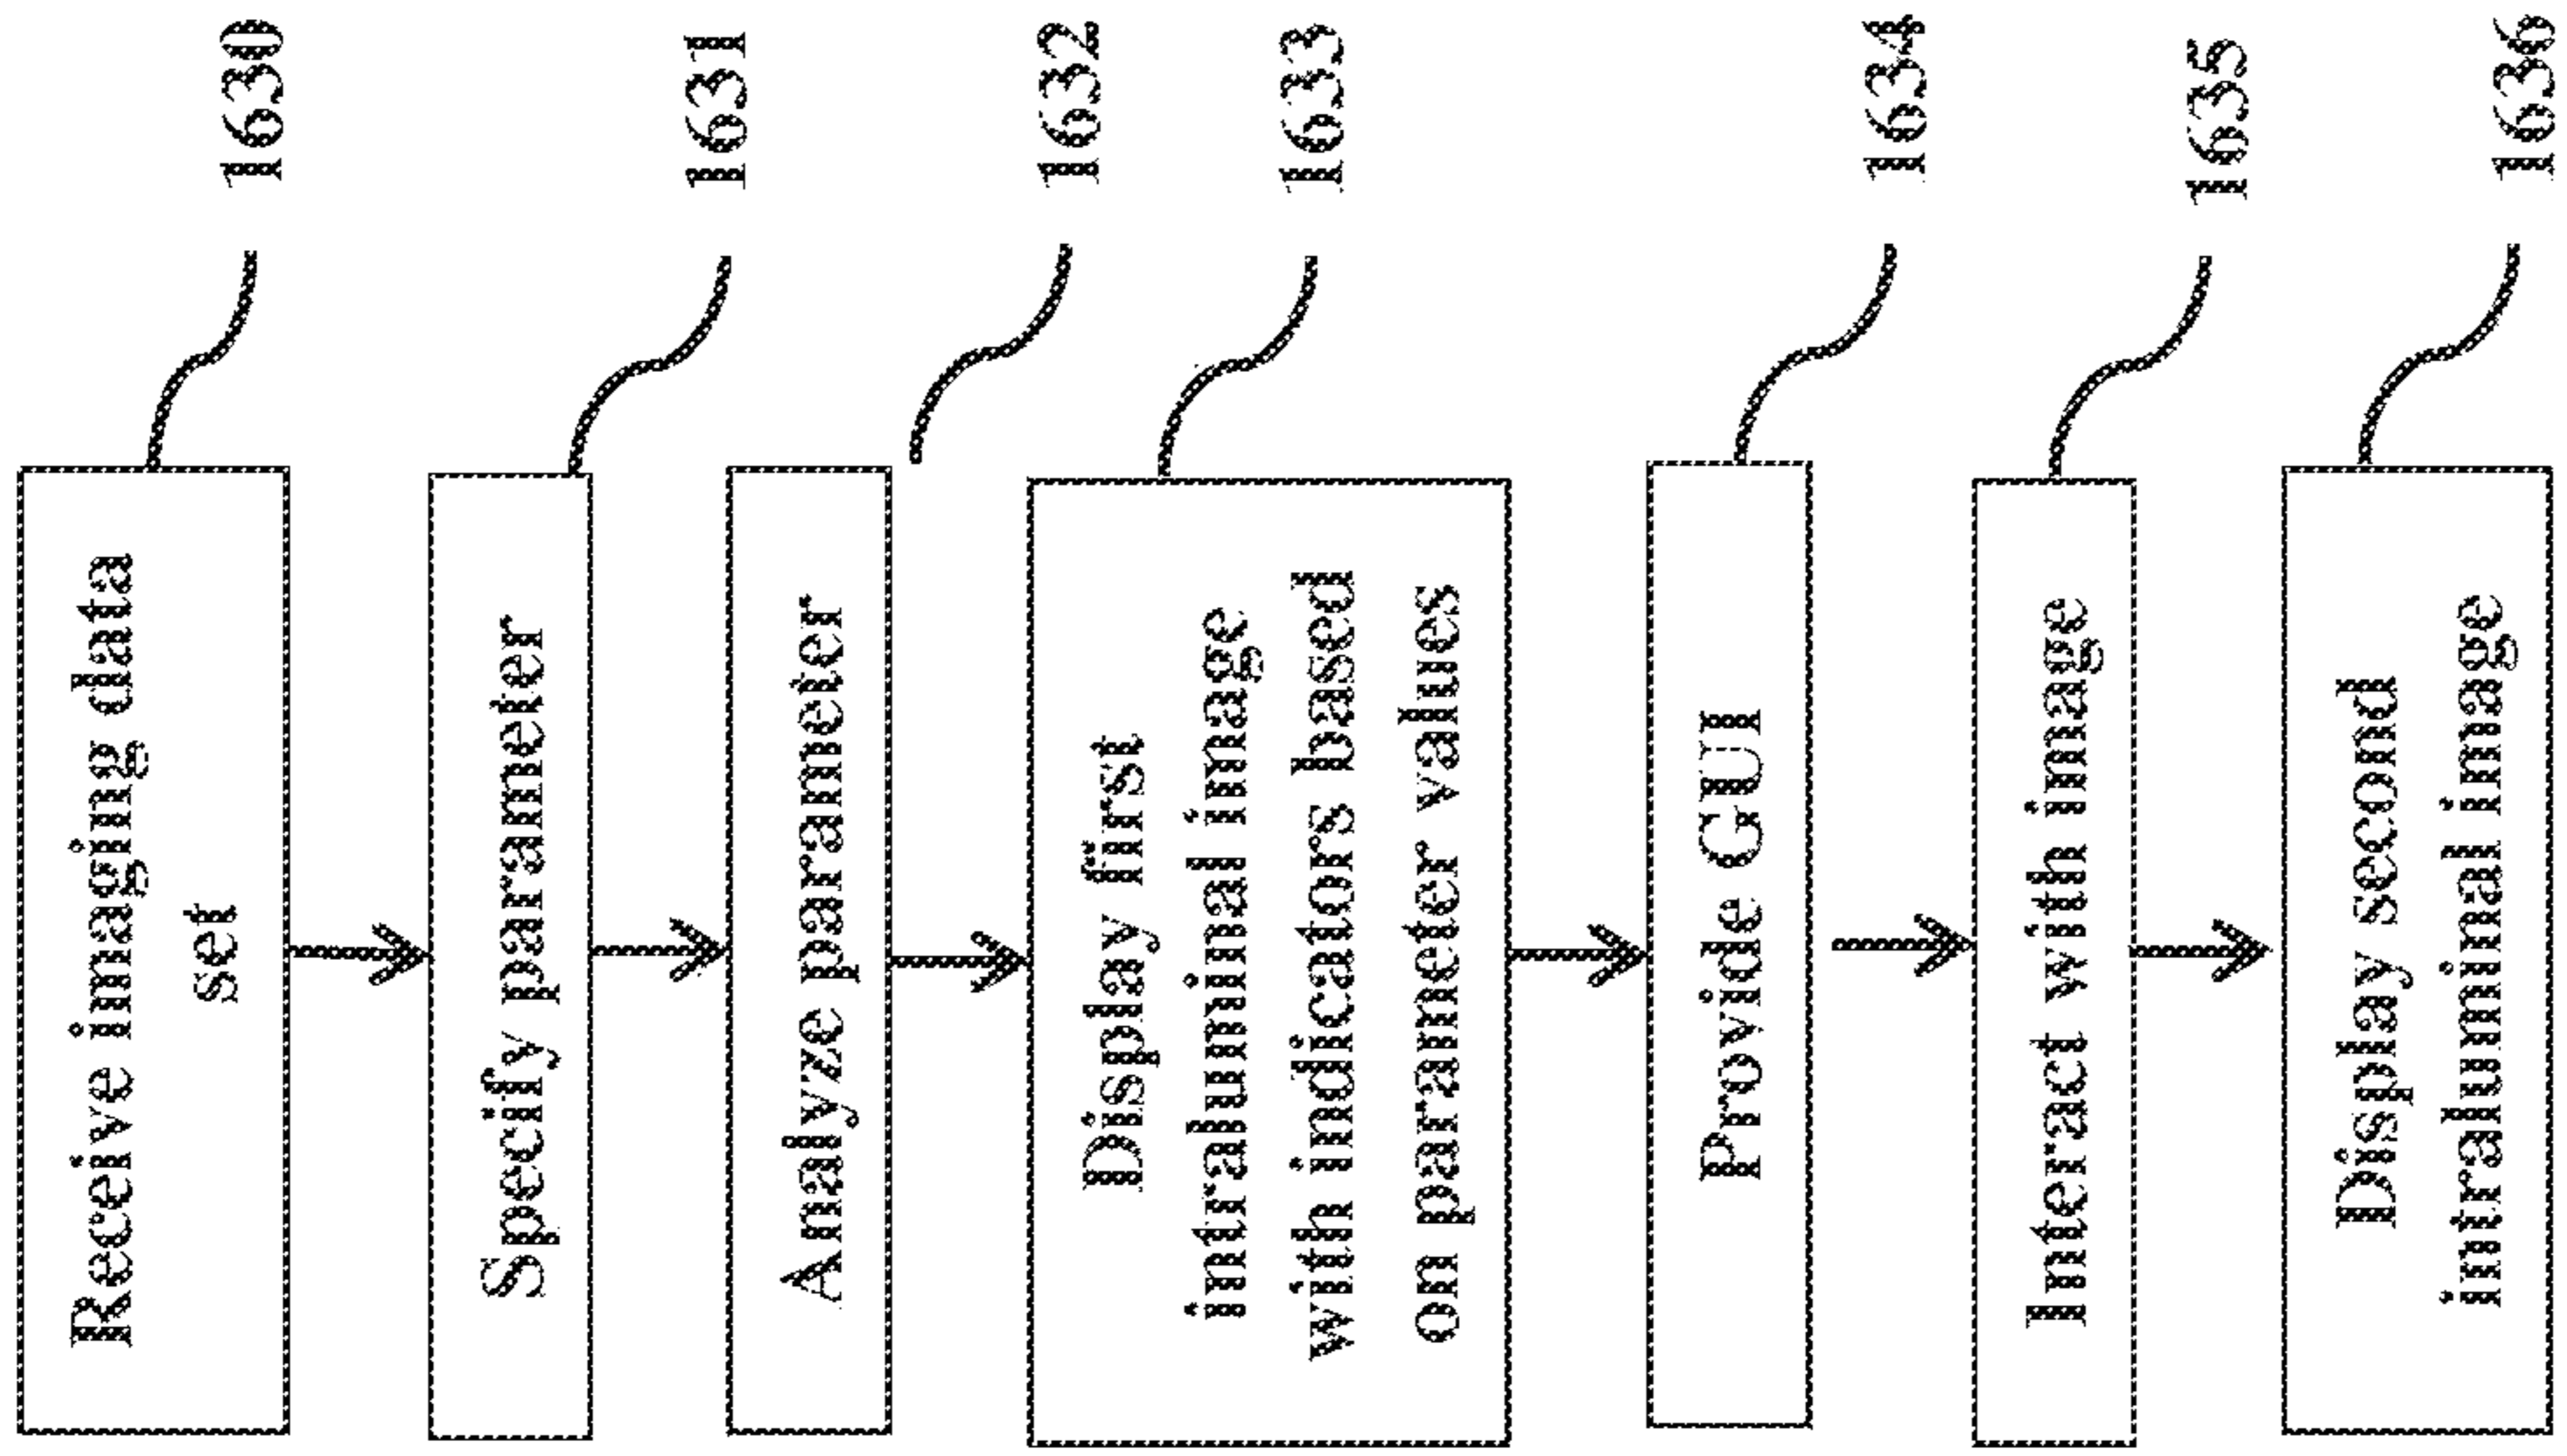 Receive imaging data
set
1630
Specify parameter
1631
Analyze parameter
1632
Display first
intraluminal image
with indicators based
on parameter values
1633
Provide GUI
1634
Interact with image
1635
Display second
intraluminal image
1636